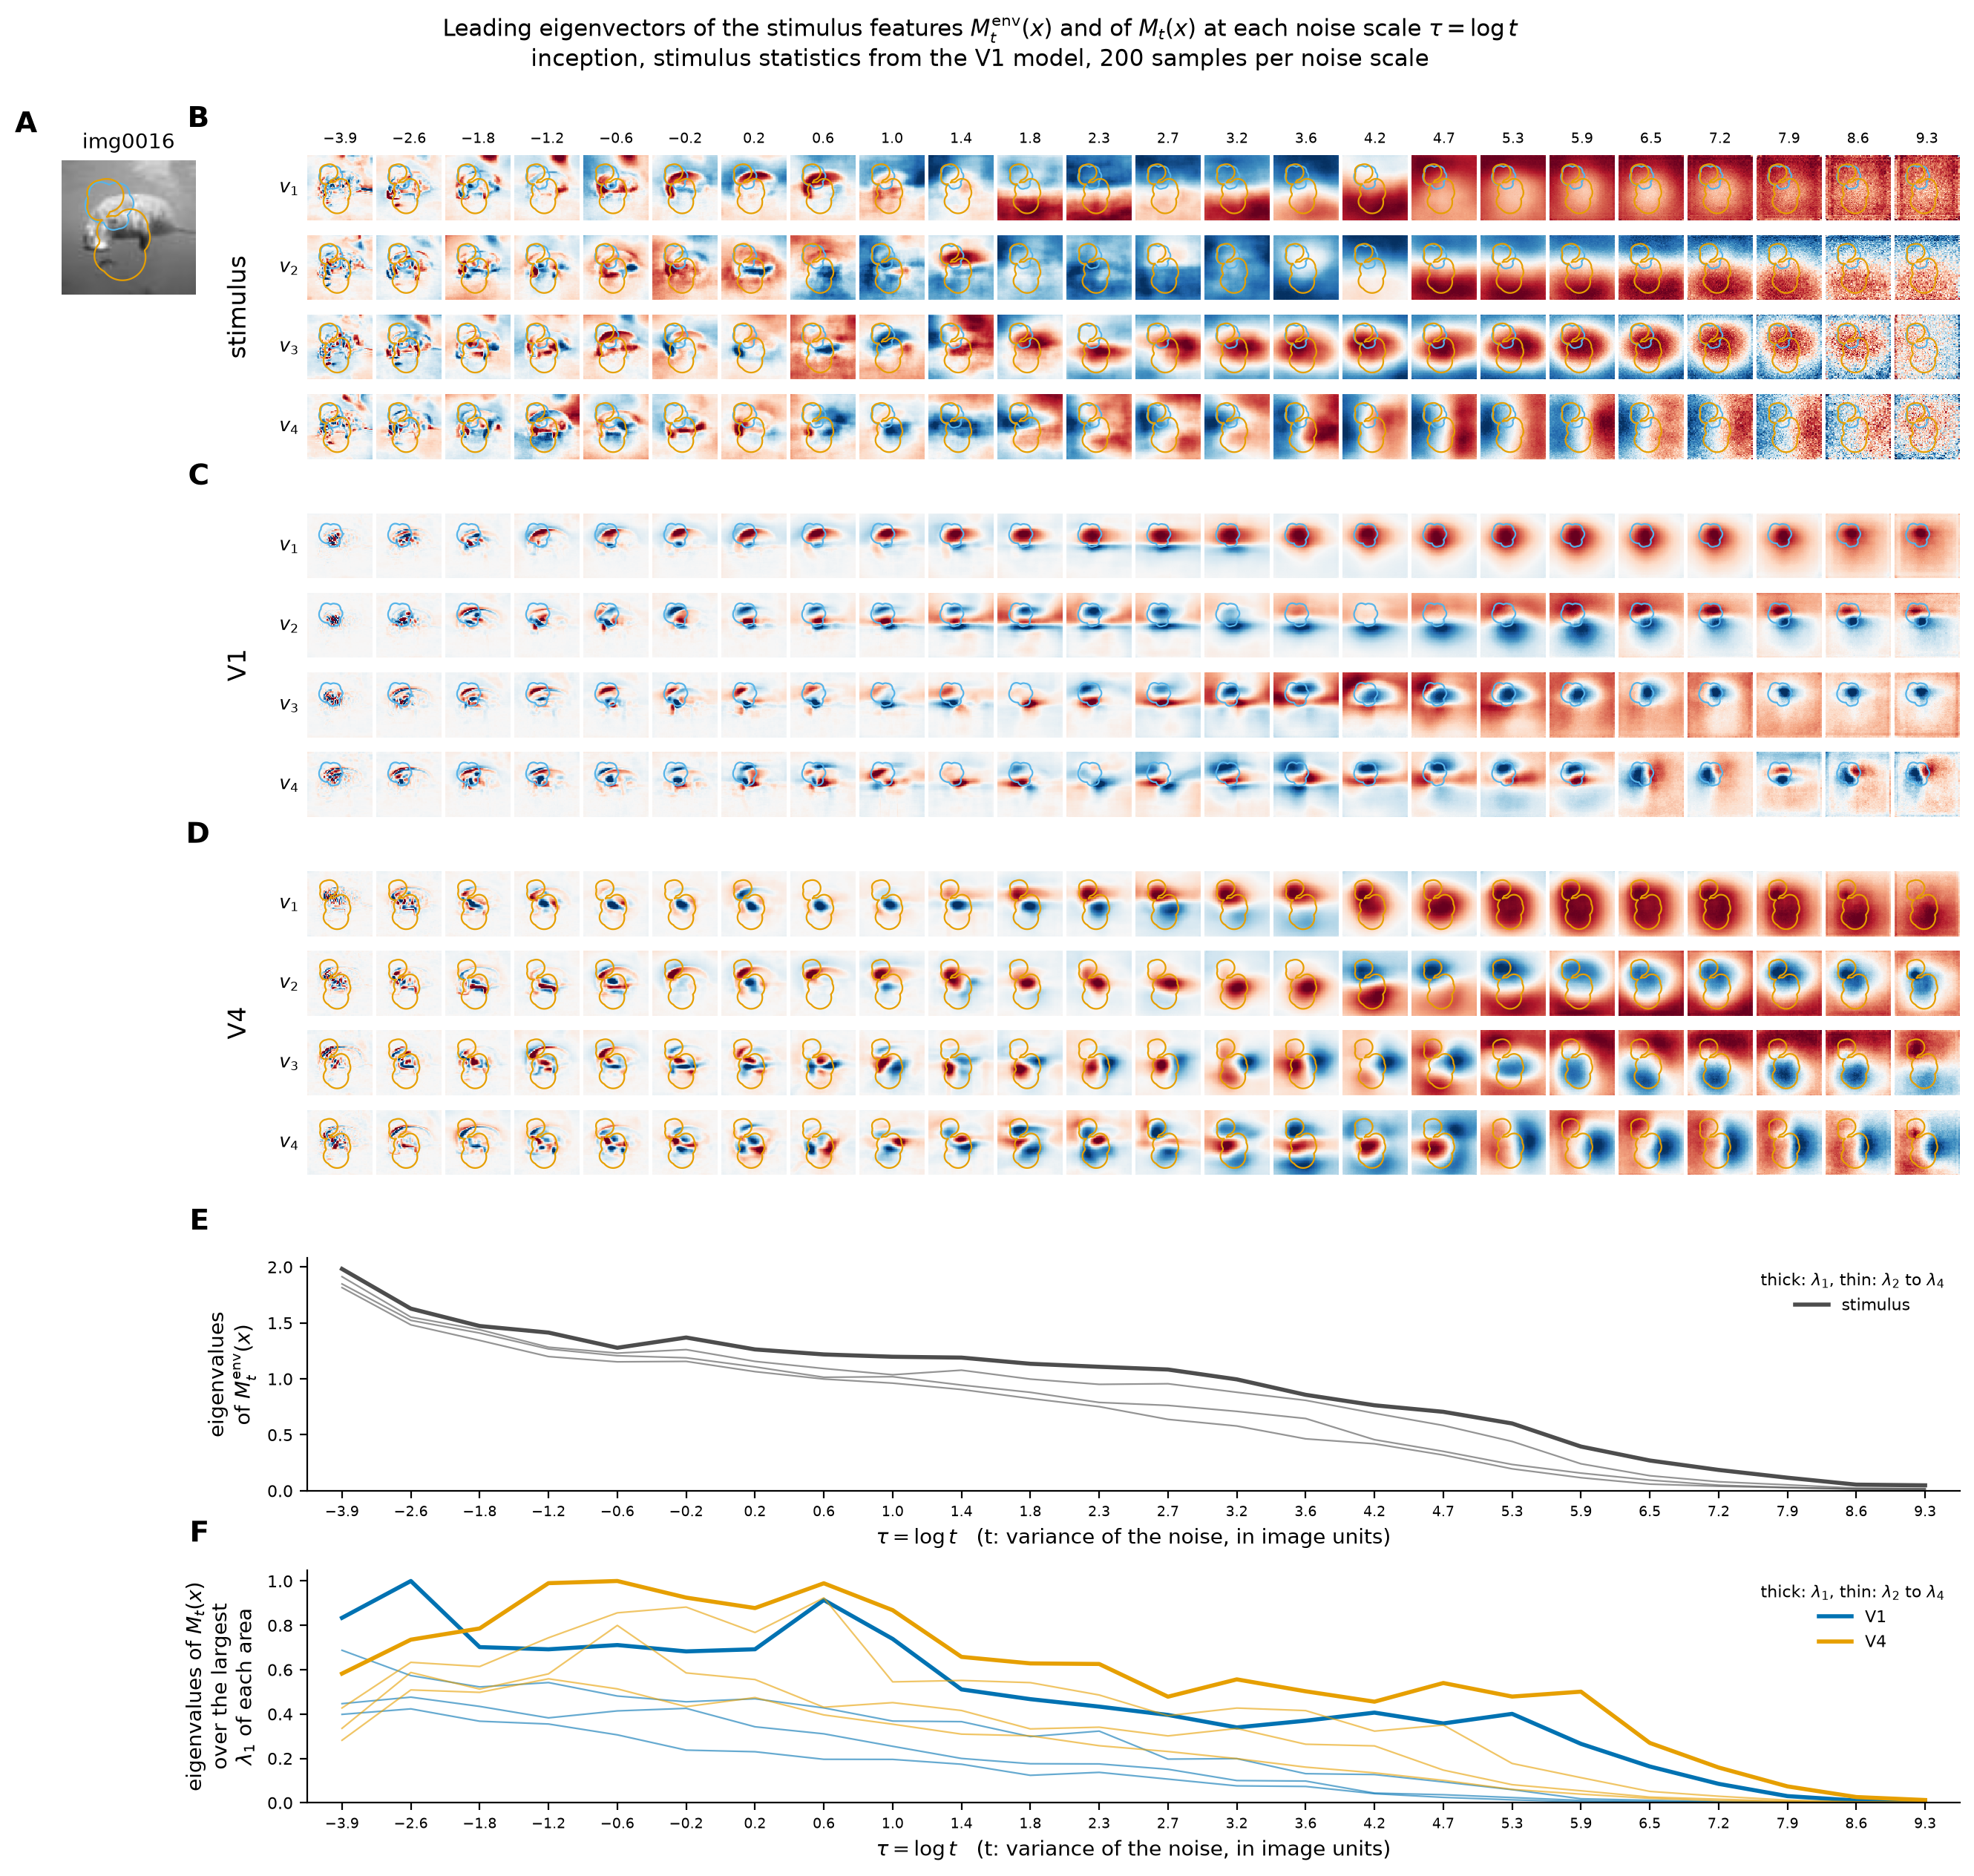 Leading eigenvectors of the stimulus features $M_t^{\mathrm{env}}(x)$ and of $M_t(x)$ at each noise scale $\tau = \log t$
inception, stimulus statistics from the V1 model, 200 samples per noise scale
A
img0016
B
−3.9 −2.6 −1.8 −1.2 −0.6 −0.2 0.2 0.6 1.0 1.4 1.8 2.3 2.7 3.2 3.6 4.2 4.7 5.3 5.9 6.5 7.2 7.9 8.6 9.3
stimulus
$v_1$
$v_2$
$v_3$
$v_4$
C
V1
$v_1$
$v_2$
$v_3$
$v_4$
D
V4
$v_1$
$v_2$
$v_3$
$v_4$
E
eigenvalues
of $M_t^{\mathrm{env}}(x)$
2.0
1.5
1.0
0.5
0.0
thick: $\lambda_1$, thin: $\lambda_2$ to $\lambda_4$
stimulus
−3.9 −2.6 −1.8 −1.2 −0.6 −0.2 0.2 0.6 1.0 1.4 1.8 2.3 2.7 3.2 3.6 4.2 4.7 5.3 5.9 6.5 7.2 7.9 8.6 9.3
$\tau = \log t$ (t: variance of the noise, in image units)
F
eigenvalues of $M_t(x)$
over the largest
$\lambda_1$ of each area
1.0
0.8
0.6
0.4
0.2
0.0
thick: $\lambda_1$, thin: $\lambda_2$ to $\lambda_4$
V1
V4
−3.9 −2.6 −1.8 −1.2 −0.6 −0.2 0.2 0.6 1.0 1.4 1.8 2.3 2.7 3.2 3.6 4.2 4.7 5.3 5.9 6.5 7.2 7.9 8.6 9.3
$\tau = \log t$ (t: variance of the noise, in image units)